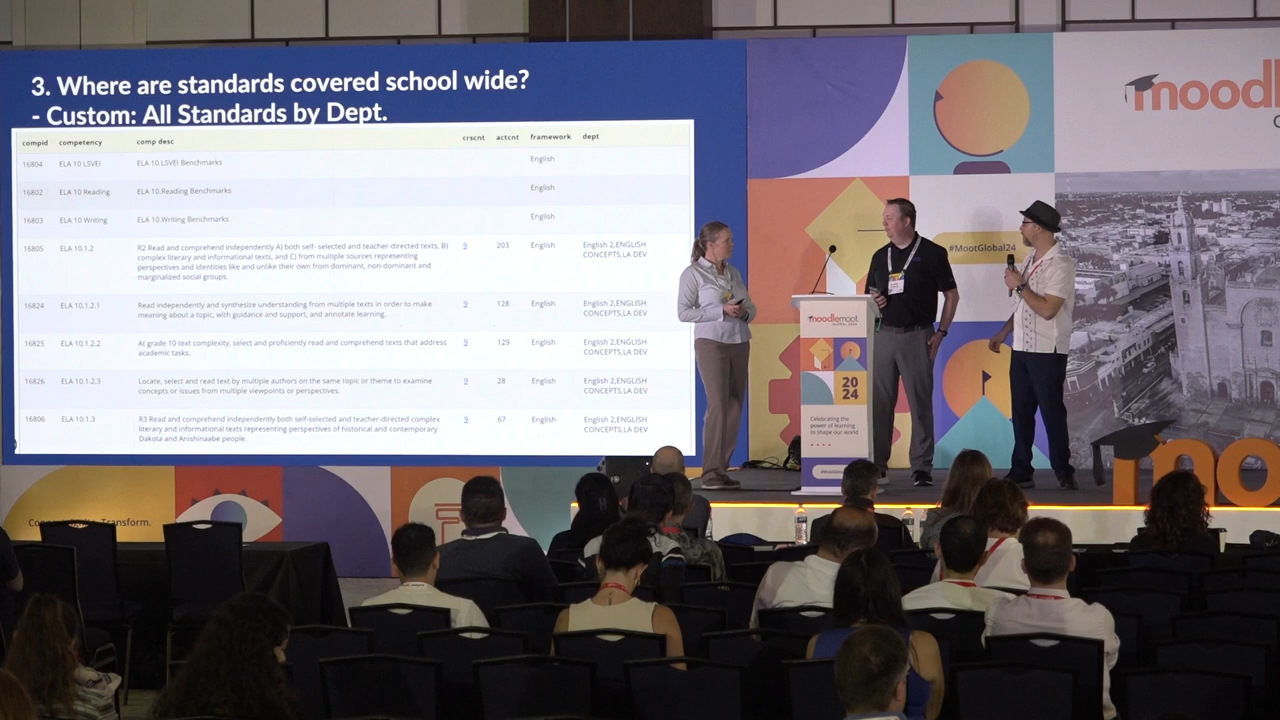 3. Where are standards covered school wide?
- Custom: All Standards by Dept.
compid competency comp desc crscnt actcnt framework dept
16804 ELA 10 LSVEI ELA 10.LSVEI Benchmarks English
16802 ELA 10 Reading ELA 10.Reading Benchmarks English
16803 ELA 10 Writing ELA 10.Writing Benchmarks English
16805 ELA 10.1.2 R2 Read and comprehend independently A) both self- selected and teacher-directed texts, B) 9 203 English English 2,ENGLISH
complex literary and informational texts, and C) from multiple sources representing CONCEPTS,LA DEV
perspectives and identities like and unlike their own from dominant, non-dominant and
marginalized social groups.
16824 ELA 10.1.2.1 Read independently and synthesize understanding from multiple texts in order to make 9 128 English English 2,ENGLISH
meaning about a topic, with guidance and support, and annotate learning. CONCEPTS,LA DEV
16825 ELA 10.1.2.2 At grade 10 text complexity, select and proficiently read and comprehend texts that address 9 129 English English 2,ENGLISH
academic tasks. CONCEPTS,LA DEV
16826 ELA 10.1.2.3 Locate, select and read text by multiple authors on the same topic or theme to examine 9 28 English English 2,ENGLISH
concepts or issues from multiple viewpoints or perspectives. CONCEPTS,LA DEV
16806 ELA 10.1.3 R3 Read and comprehend independently both self-selected and teacher-directed complex 9 67 English English 2,ENGLISH
literary and informational texts representing perspectives of historical and contemporary CONCEPTS,LA DEV
Dakota and Anishinaabe people.
#MootGlobal24
moodlemoot
GLOBAL 2024
20
24
Celebrating the
power of learning
to shape our world
Transform.